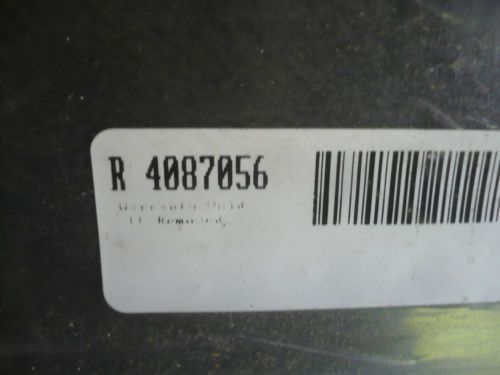 R 4087056
Warranty Void
If Removed